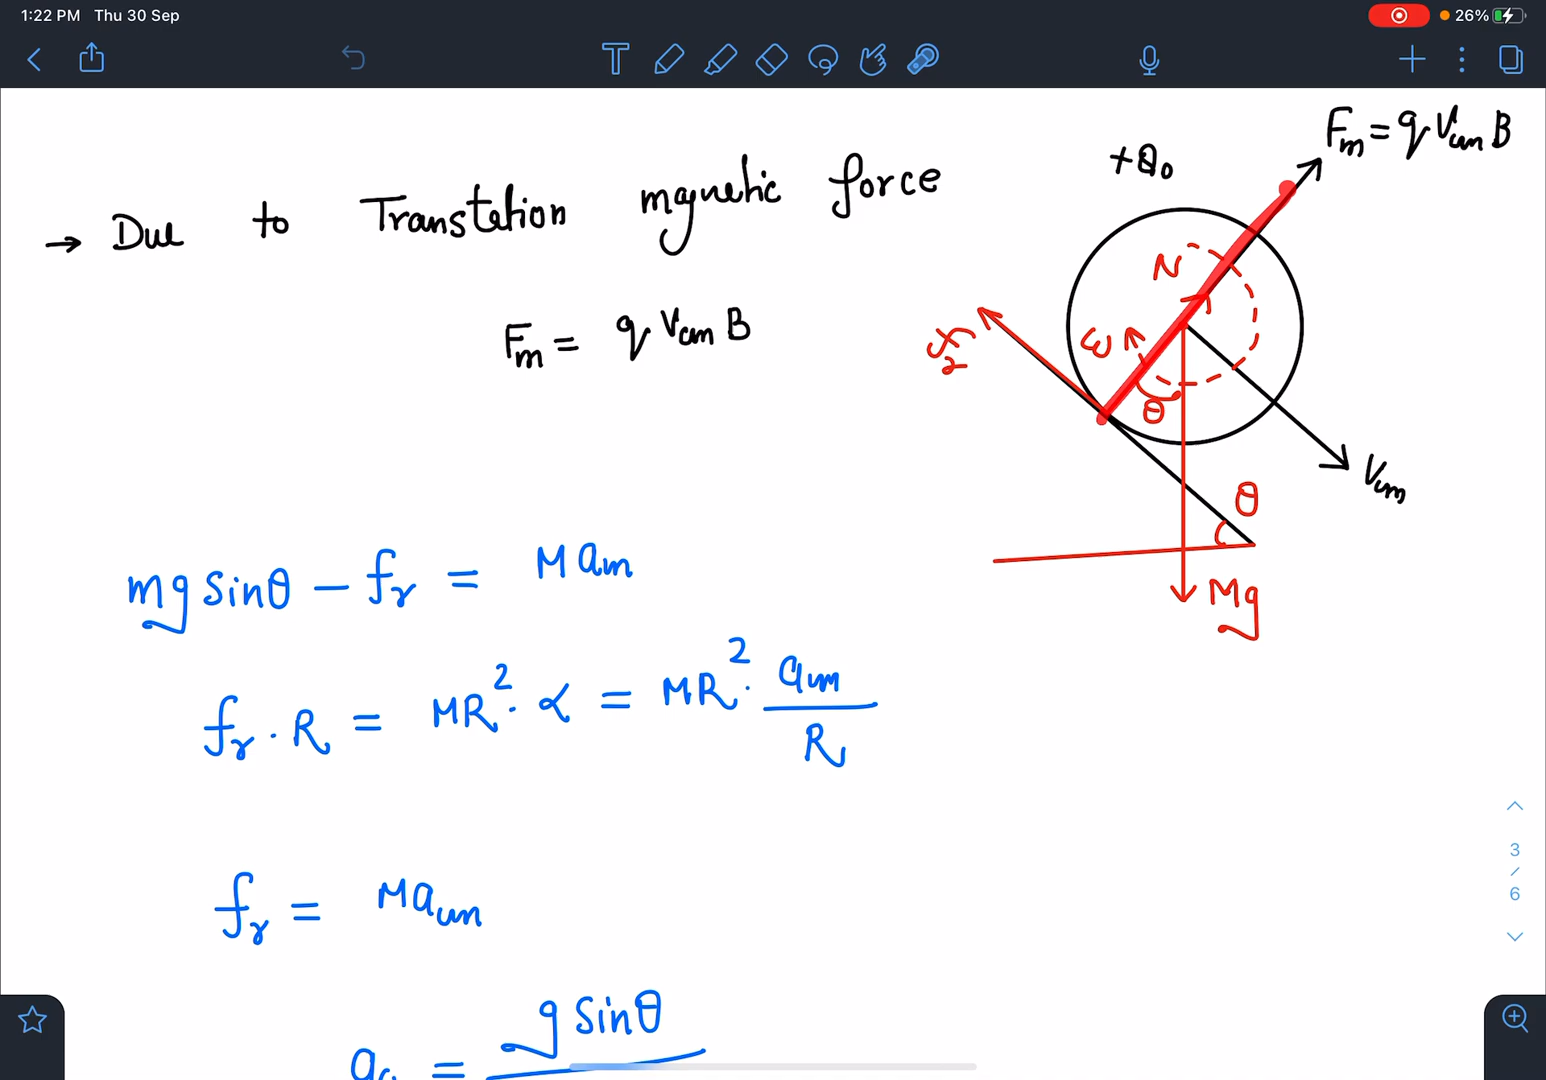 1:22 PM Thu 30 Sep
26%
→ Due to Translation magnetic force
Fm = q Vcm B
+Q₀
Fm = q Vcm B
N
fr
ω
θ
Vcm
θ
Mg
mg sinθ – fr = M am
fr . R = MR² . α = MR² . acm / R
fr = M acm
g sinθ
=
3
/
6